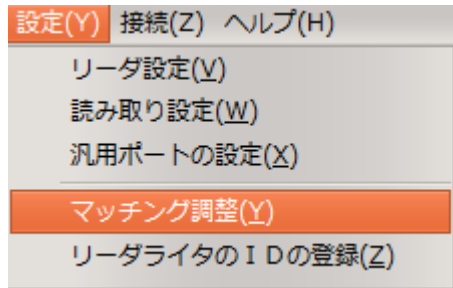 設定(Y) 接続(Z) ヘルプ(H)
リーダ設定(V)
読み取り設定(W)
汎用ポートの設定(X)
マッチング調整(Y)
リーダライタのＩＤの登録(Z)